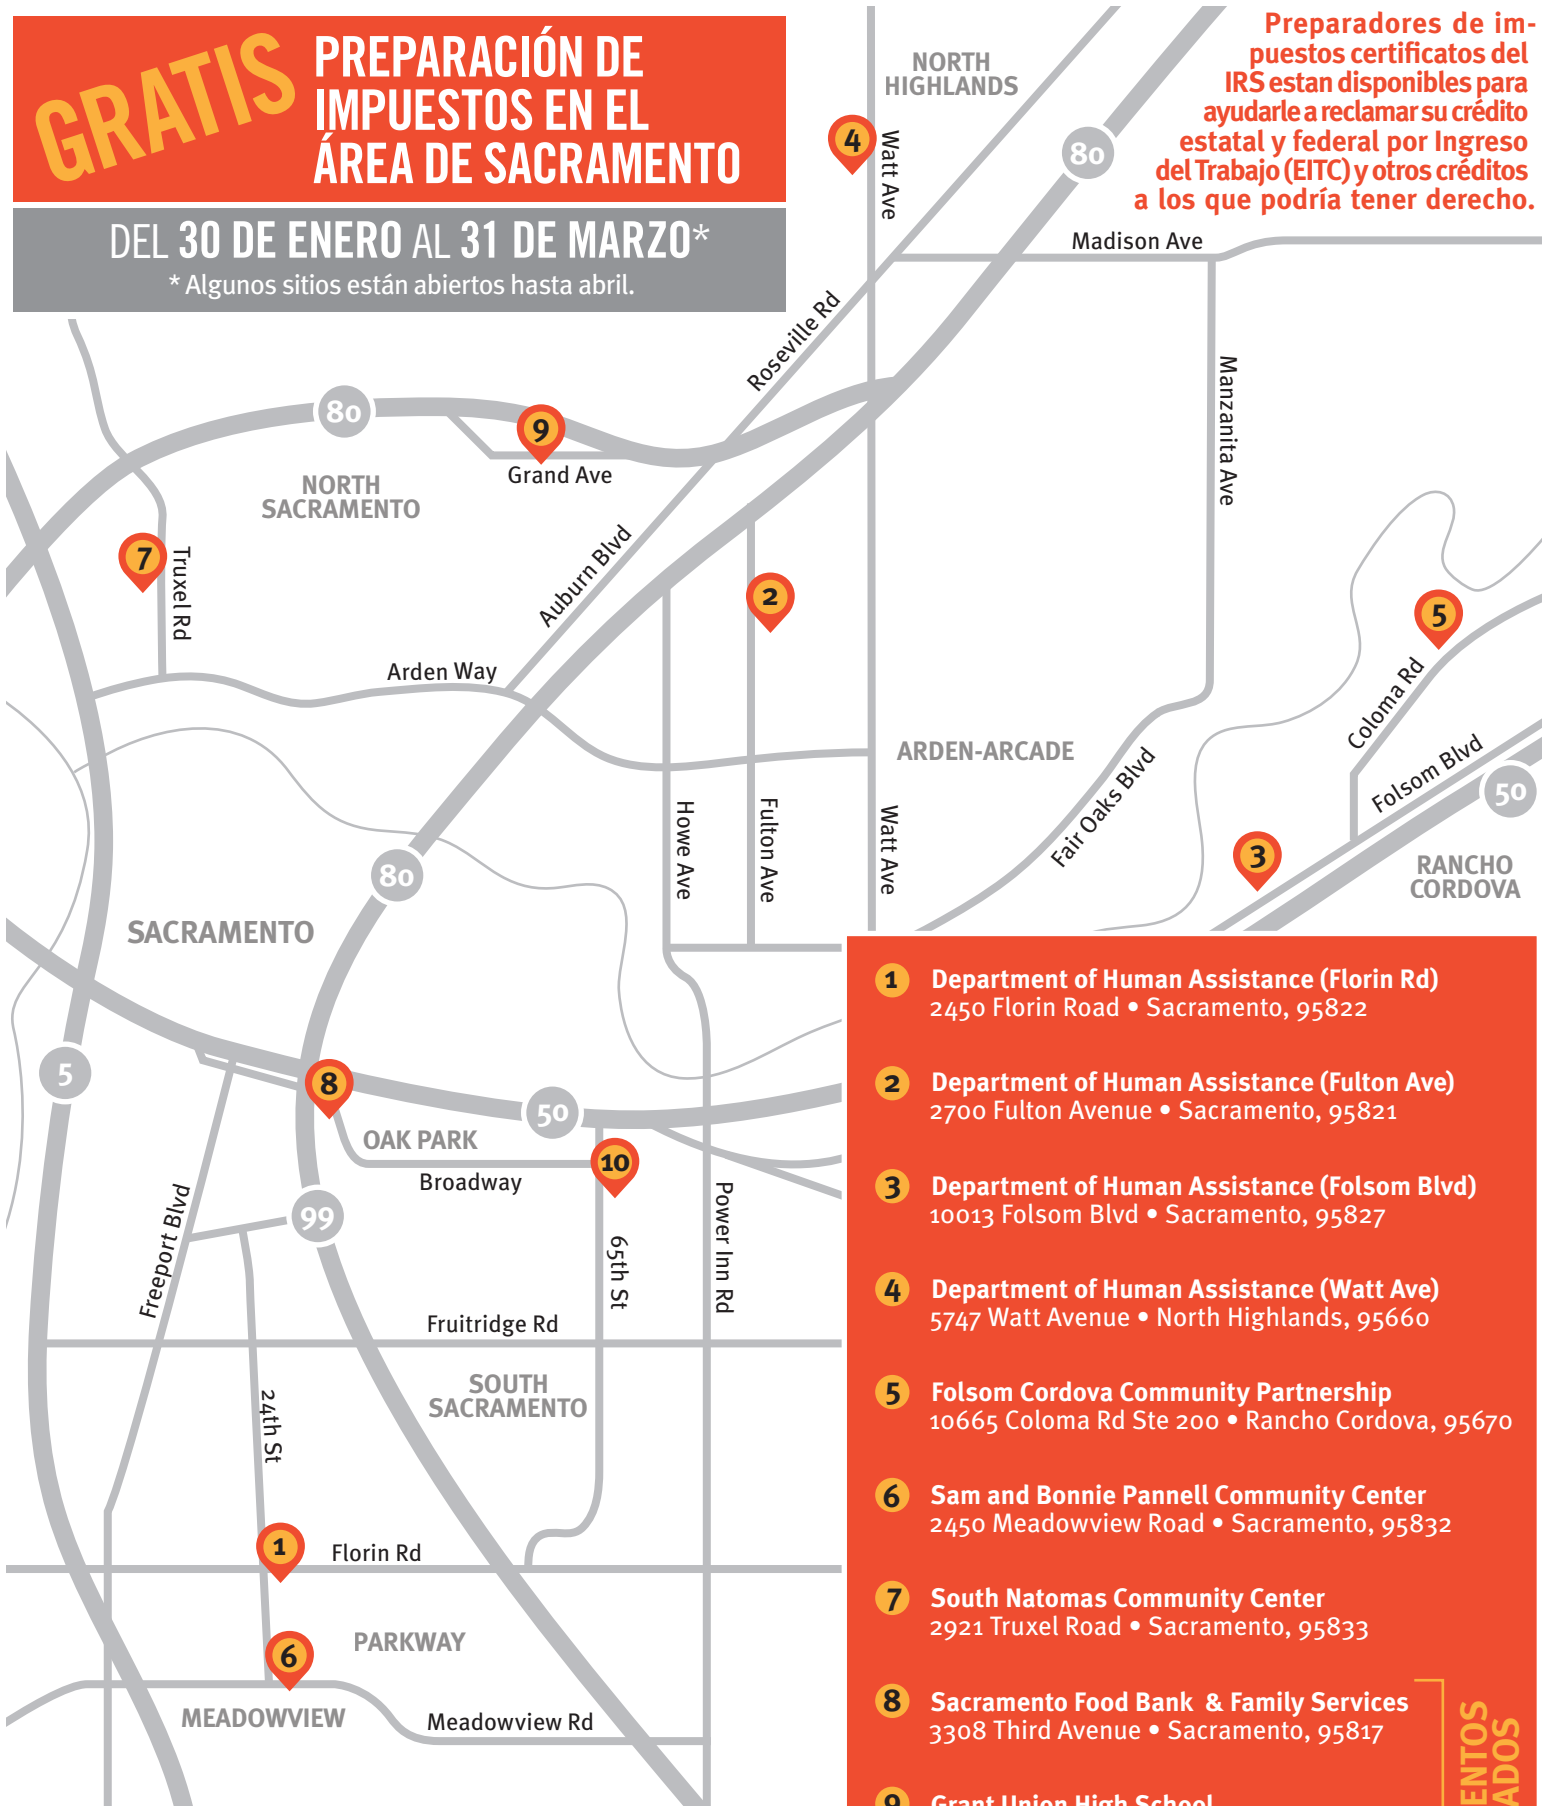 GRATIS
PREPARACIÓN DE
IMPUESTOS EN EL
ÁREA DE SACRAMENTO
DEL 30 DE ENERO AL 31 DE MARZO*
* Algunos sitios están abiertos hasta abril.
Preparadores de im-
puestos certificatos del
IRS estan disponibles para
ayudarle a reclamar su crédito
estatal y federal por Ingreso
del Trabajo (EITC) y otros créditos
a los que podría tener derecho.
NORTH
HIGHLANDS
4
Watt Ave
80
Madison Ave
Roseville Rd
Manzanita Ave
80
9
Grand Ave
NORTH
SACRAMENTO
7
Truxel Rd
Auburn Blvd
2
5
Arden Way
Coloma Rd
ARDEN-ARCADE
Fair Oaks Blvd
Folsom Blvd
50
Howe Ave
Fulton Ave
Watt Ave
3
RANCHO
CORDOVA
80
SACRAMENTO
5
8
50
OAK PARK
10
Broadway
Freeport Blvd
99
65th St
Power Inn Rd
Fruitridge Rd
24th St
SOUTH
SACRAMENTO
1
Florin Rd
6
PARKWAY
MEADOWVIEW
Meadowview Rd
1 Department of Human Assistance (Florin Rd)
2450 Florin Road • Sacramento, 95822
2 Department of Human Assistance (Fulton Ave)
2700 Fulton Avenue • Sacramento, 95821
3 Department of Human Assistance (Folsom Blvd)
10013 Folsom Blvd • Sacramento, 95827
4 Department of Human Assistance (Watt Ave)
5747 Watt Avenue • North Highlands, 95660
5 Folsom Cordova Community Partnership
10665 Coloma Rd Ste 200 • Rancho Cordova, 95670
6 Sam and Bonnie Pannell Community Center
2450 Meadowview Road • Sacramento, 95832
7 South Natomas Community Center
2921 Truxel Road • Sacramento, 95833
8 Sacramento Food Bank & Family Services
3308 Third Avenue • Sacramento, 95817
9 Grant Union High School
ENTOS
ADOS